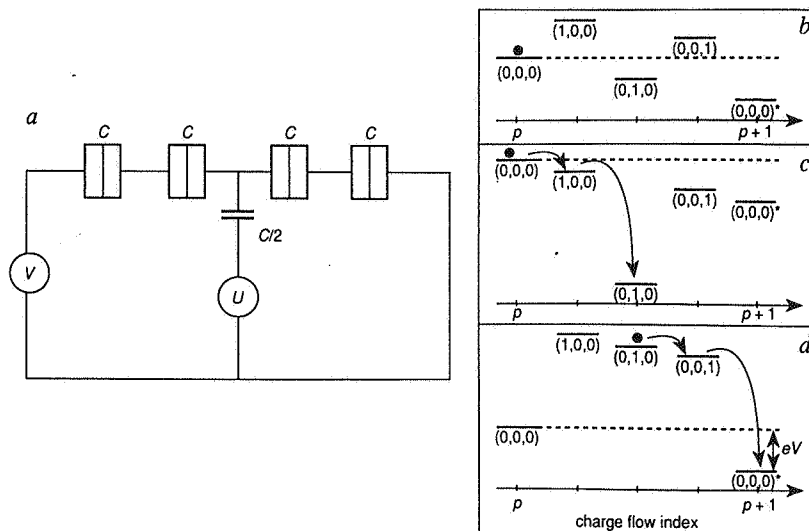 a
C C C C
C/2
V
U
b
(1,0,0)
(0,0,1)
(0,0,0)
(0,1,0)
(0,0,0)*
p p + 1
c
(0,0,0)
(1,0,0)
(0,0,1)
(0,0,0)*
(0,1,0)
p p + 1
d
(1,0,0)
(0,1,0)
(0,0,1)
(0,0,0)
eV
(0,0,0)*
p p + 1
charge flow index